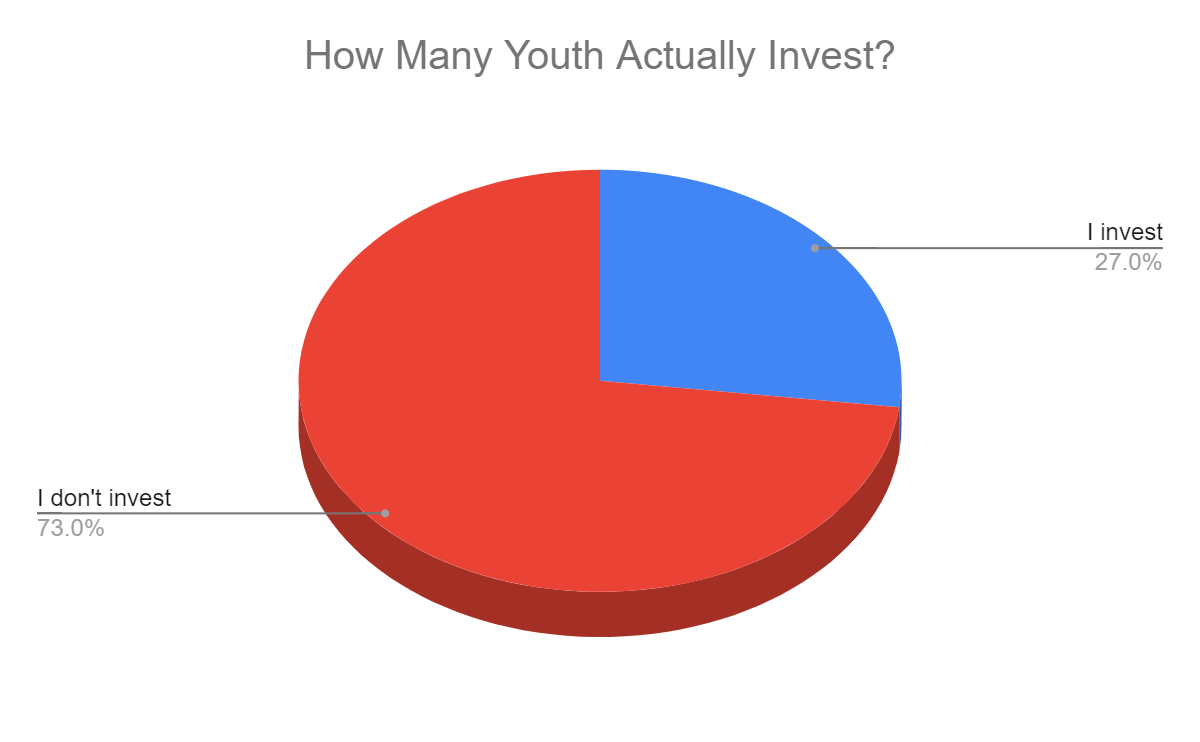 How Many Youth Actually Invest?
I invest
27.0%
I don't invest
73.0%